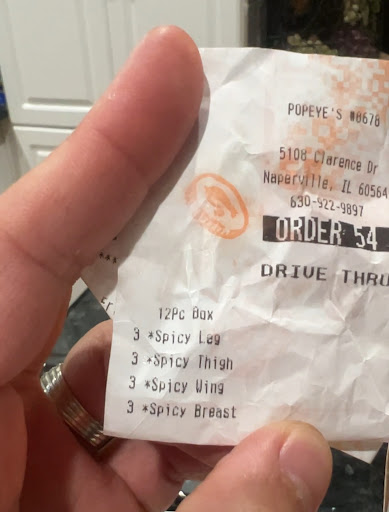 POPEYE'S #8678
5108 Clarence Dr
Naperville, IL 60564
630-922-9897
ORDER 54
DRIVE THRU
12Pc Box
3 *Spicy Leg
3 *Spicy Thigh
3 *Spicy Wing
3 *Spicy Breast